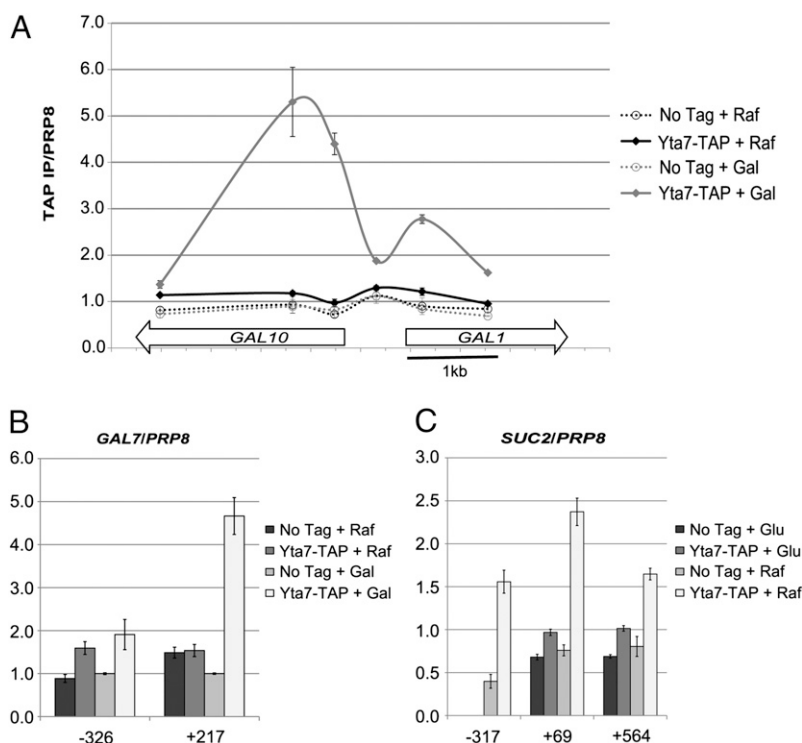 A
7.0
6.0
5.0
4.0
3.0
2.0
1.0
0.0
TAP IP/PRP8
No Tag + Raf
Yta7-TAP + Raf
No Tag + Gal
Yta7-TAP + Gal
GAL10
GAL1
1kb
B
GAL7/PRP8
6.0
5.0
4.0
3.0
2.0
1.0
0.0
-326
+217
No Tag + Raf
Yta7-TAP + Raf
No Tag + Gal
Yta7-TAP + Gal
C
SUC2/PRP8
3.0
2.5
2.0
1.5
1.0
0.5
0.0
-317
+69
+564
No Tag + Glu
Yta7-TAP + Glu
No Tag + Raf
Yta7-TAP + Raf